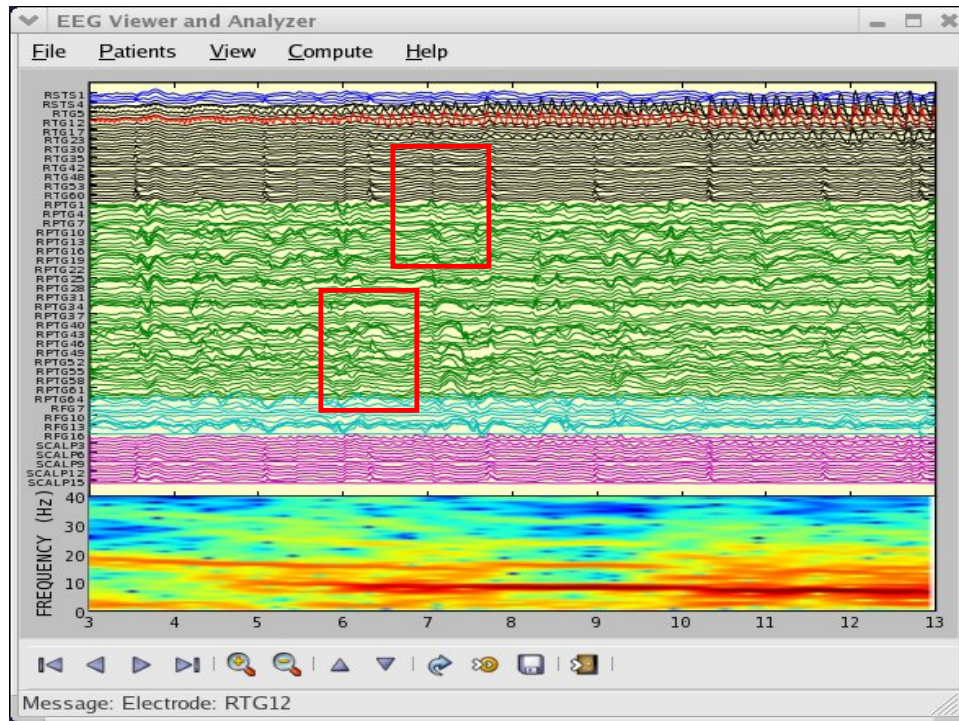 EEG Viewer and Analyzer
File Patients View Compute Help
RSTS1
RSTS4
RTG5
RTG12
RTG17
RTG23
RTG30
RTG35
RTG42
RTG48
RTG53
RTG60
RPTG1
RPTG4
RPTG7
RPTG10
RPTG13
RPTG16
RPTG19
RPTG22
RPTG25
RPTG28
RPTG31
RPTG34
RPTG37
RPTG40
RPTG43
RPTG46
RPTG49
RPTG52
RPTG55
RPTG58
RPTG61
RPTG64
RFG7
RFG10
RFG13
RFG16
SCALP3
SCALP6
SCALP9
SCALP12
SCALP15
FREQUENCY (Hz)
40
30
20
10
0
3 4 5 6 7 8 9 10 11 12 13
Message: Electrode: RTG12